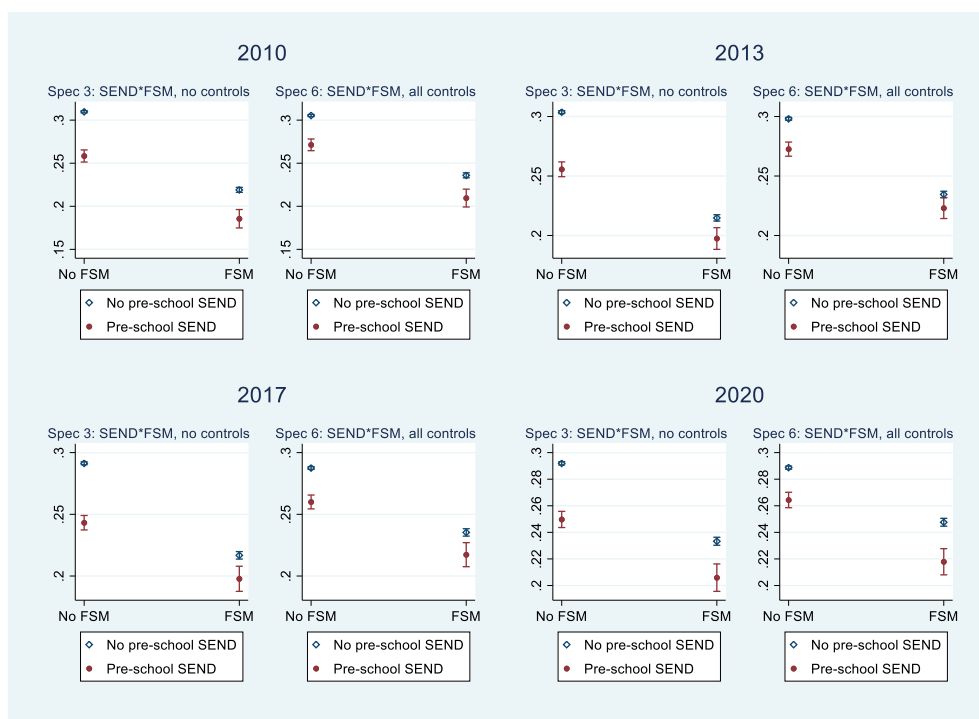 2010
2013
Spec 3: SEND*FSM, no controls
Spec 6: SEND*FSM, all controls
Spec 3: SEND*FSM, no controls
Spec 6: SEND*FSM, all controls
.3
.25
.2
.15
.3
.25
.2
.15
.3
.25
.2
.3
.25
.2
No FSM
FSM
No FSM
FSM
No FSM
FSM
No FSM
FSM
No pre-school SEND
Pre-school SEND
No pre-school SEND
Pre-school SEND
No pre-school SEND
Pre-school SEND
No pre-school SEND
Pre-school SEND
2017
2020
Spec 3: SEND*FSM, no controls
Spec 6: SEND*FSM, all controls
Spec 3: SEND*FSM, no controls
Spec 6: SEND*FSM, all controls
.3
.25
.2
.3
.25
.2
.3
.28
.26
.24
.22
.2
.3
.28
.26
.24
.22
.2
No FSM
FSM
No FSM
FSM
No FSM
FSM
No FSM
FSM
No pre-school SEND
Pre-school SEND
No pre-school SEND
Pre-school SEND
No pre-school SEND
Pre-school SEND
No pre-school SEND
Pre-school SEND